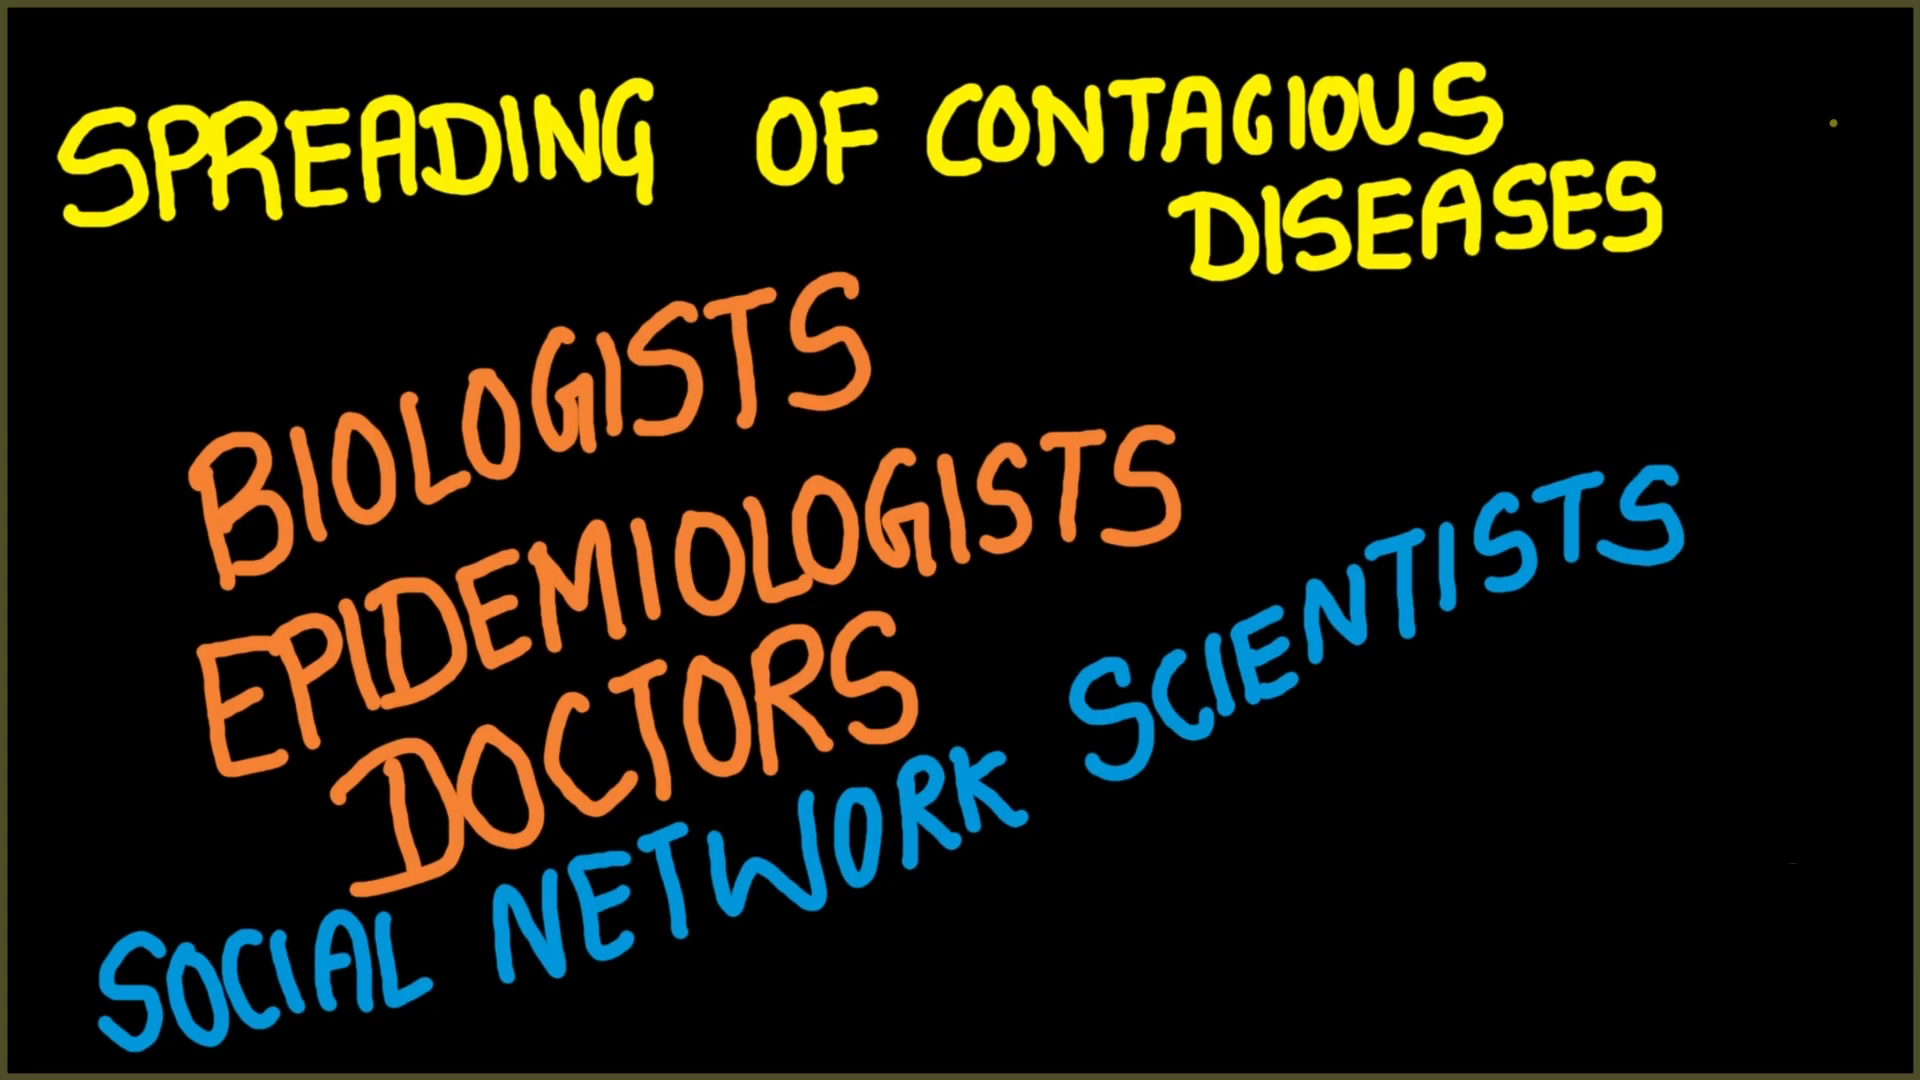 SPREADING OF CONTAGIOUS
DISEASES
BIOLOGISTS
EPIDEMIOLOGISTS
DOCTORS
SOCIAL NETWORK SCIENTISTS